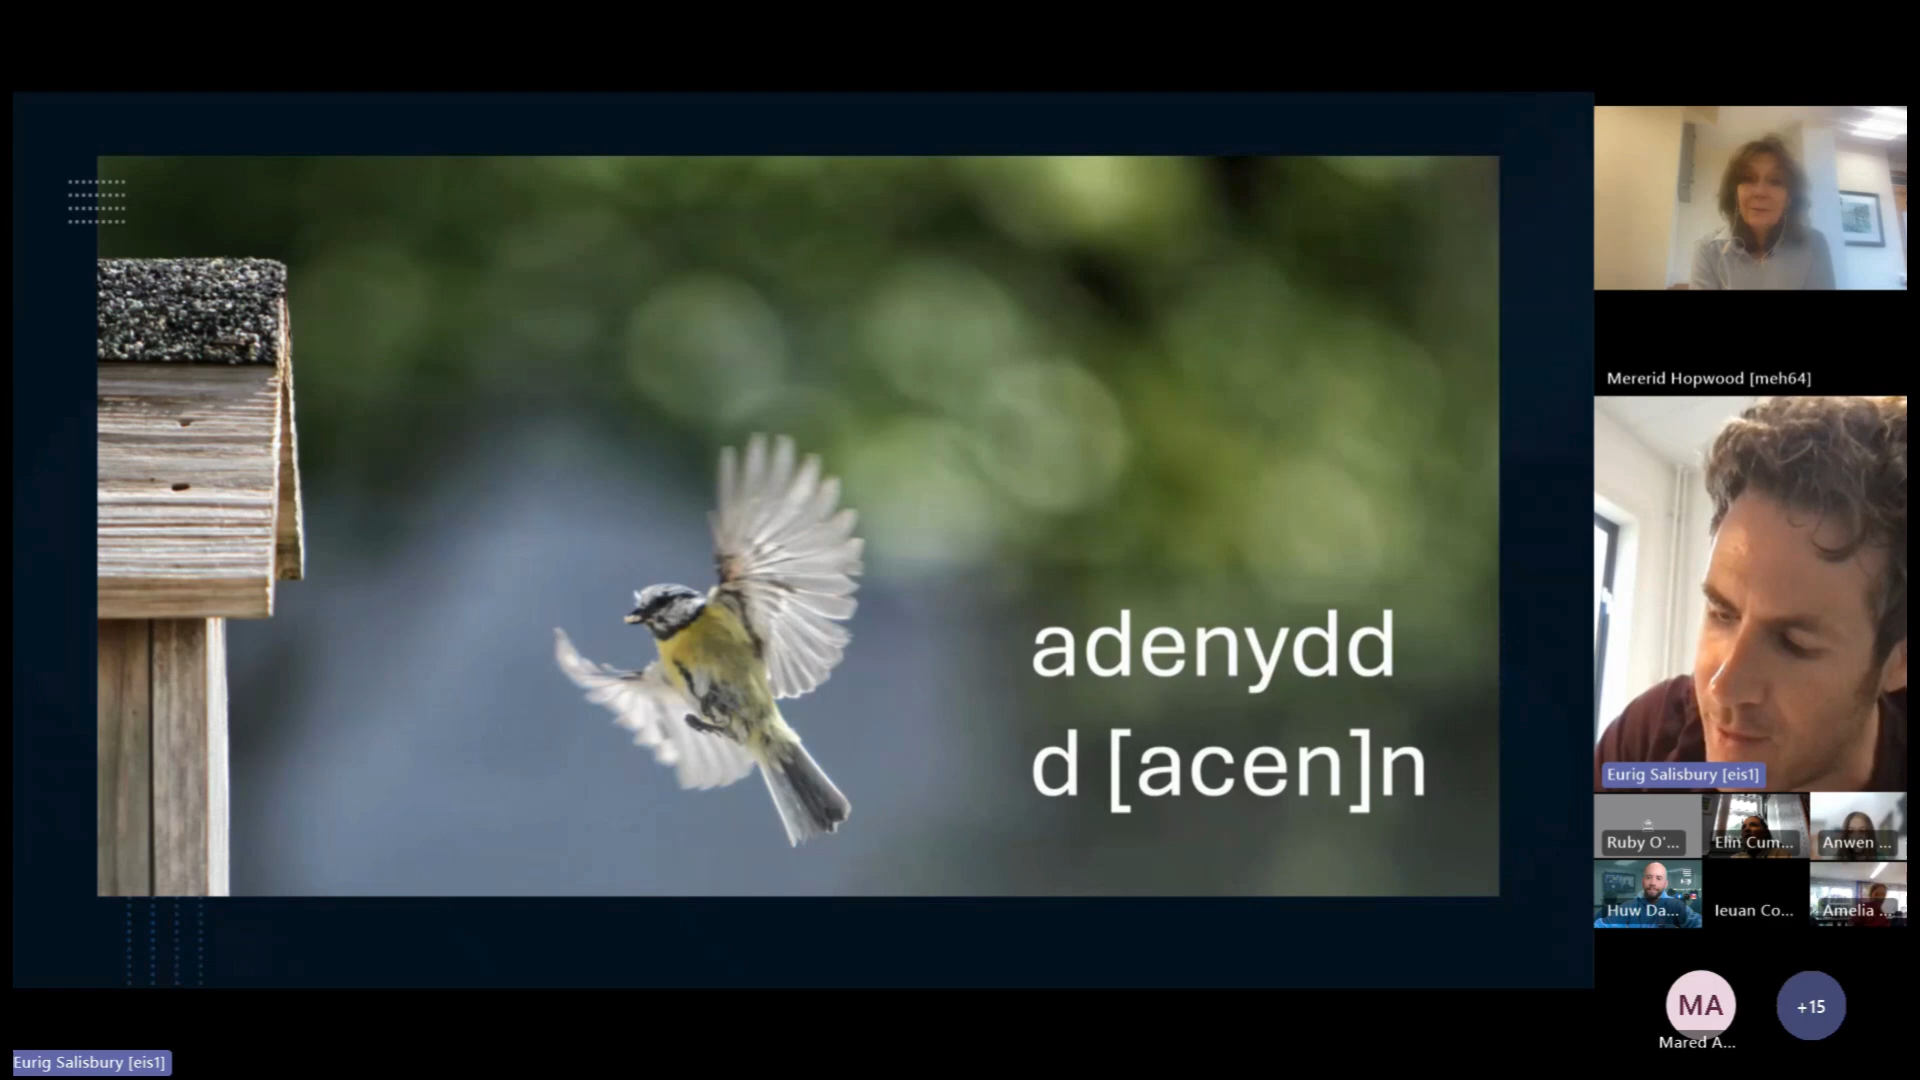 adenydd
d [acen]n
Mererid Hopwood [meh64]
Eurig Salisbury [eis1]
Ruby O'...
Elin Cum...
Anwen ...
Huw Da...
Ieuan Co...
Amelia ...
MA
+15
Mared A...
Eurig Salisbury [eis1]